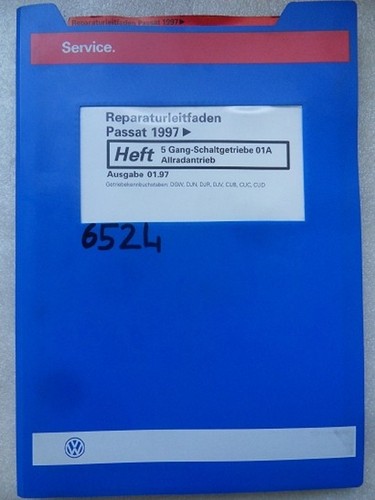 Reparaturleitfaden Passat 1997 ▶
Service.
Reparaturleitfaden
Passat 1997 ▶
Heft 5 Gang-Schaltgetriebe 01A
Allradantrieb
Ausgabe 01.97
Getriebekennbuchstaben: DGW, DJN, DJR, DJV, CUB, CUC, CUD
6524